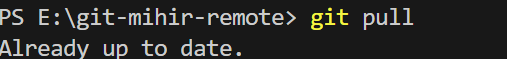 PS E:\git-mihir-remote> git pull
Already up to date.